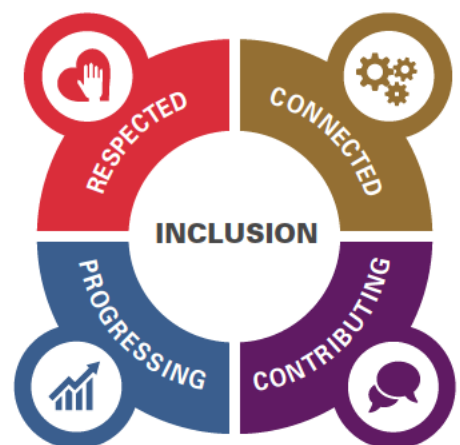 RESPECTED
CONNECTED
INCLUSION
PROGRESSING
CONTRIBUTING